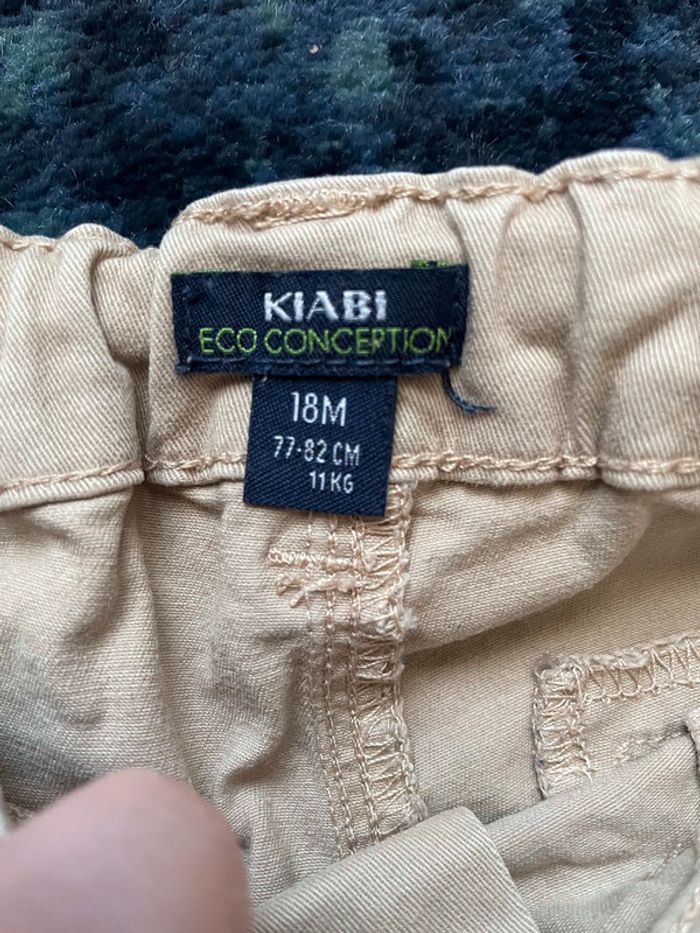 KIABI
ECO CONCEPTION
18M
77-82 CM
11 KG